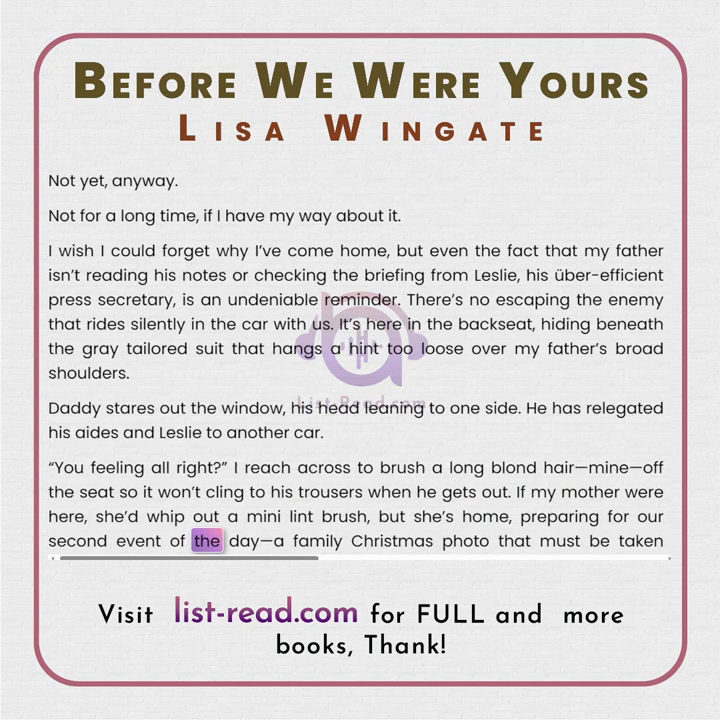 BEFORE WE WERE YOURS
LISA WINGATE
Not yet, anyway.
Not for a long time, if I have my way about it.
I wish I could forget why I've come home, but even the fact that my father
isn't reading his notes or checking the briefing from Leslie, his über-efficient
press secretary, is an undeniable reminder. There's no escaping the enemy
that rides silently in the car with us. It's here in the backseat, hiding beneath
the gray tailored suit that hangs a hint too loose over my father's broad
shoulders.
Daddy stares out the window, his head leaning to one side. He has relegated
his aides and Leslie to another car.
“You feeling all right?” I reach across to brush a long blond hair—mine—off
the seat so it won't cling to his trousers when he gets out. If my mother were
here, she'd whip out a mini lint brush, but she's home, preparing for our
second event of the day—a family Christmas photo that must be taken
List-Read.com
Visit list-read.com for FULL and more
books, Thank!